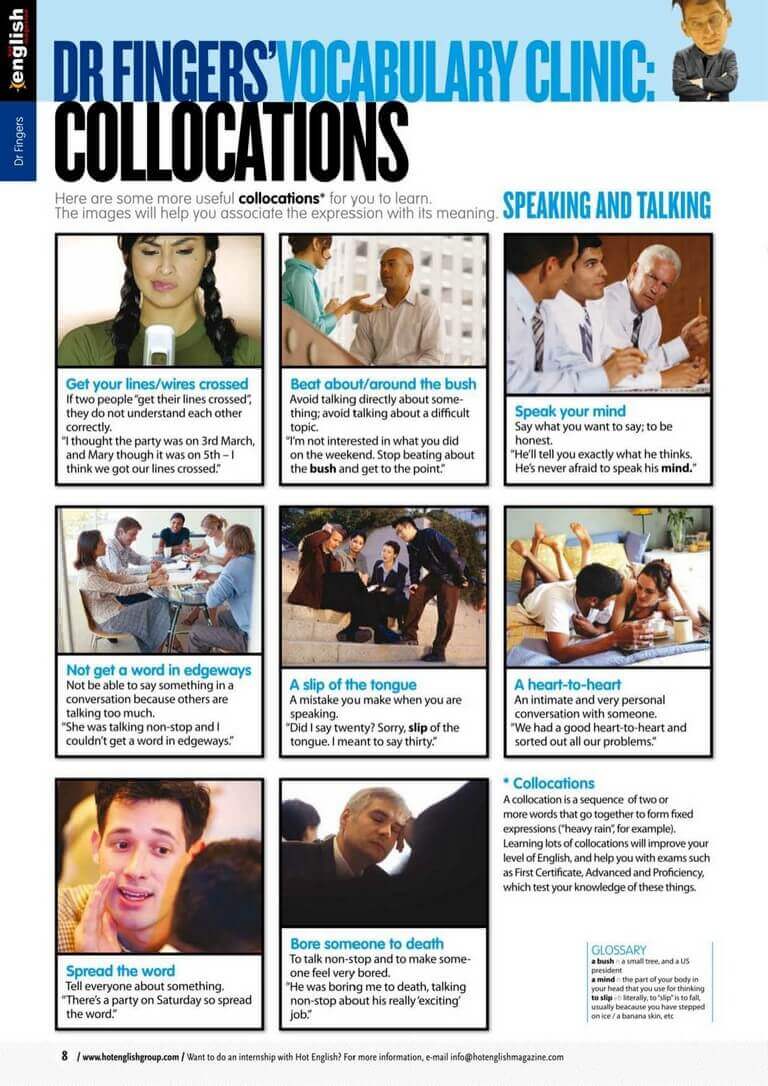 english
Dr Fingers
DR FINGERS' VOCABULARY CLINIC:
COLLOCATIONS
Here are some more useful collocations* for you to learn.
The images will help you associate the expression with its meaning.
SPEAKING AND TALKING
Get your lines/wires crossed
If two people "get their lines crossed",
they do not understand each other
correctly.
"I thought the party was on 3rd March,
and Mary though it was on 5th – I
think we got our lines crossed."
Beat about/around the bush
Avoid talking directly about some-
thing; avoid talking about a difficult
topic.
"I'm not interested in what you did
on the weekend. Stop beating about
the bush and get to the point."
Speak your mind
Say what you want to say; to be
honest.
"He'll tell you exactly what he thinks.
He's never afraid to speak his mind."
Not get a word in edgeways
Not be able to say something in a
conversation because others are
talking too much.
"She was talking non-stop and I
couldn't get a word in edgeways."
A slip of the tongue
A mistake you make when you are
speaking.
"Did I say twenty? Sorry, slip of the
tongue. I meant to say thirty."
A heart-to-heart
An intimate and very personal
conversation with someone.
"We had a good heart-to-heart and
sorted out all our problems."
Spread the word
Tell everyone about something.
"There's a party on Saturday so spread
the word."
Bore someone to death
To talk non-stop and to make some-
one feel very bored.
"He was boring me to death, talking
non-stop about his really 'exciting'
job."
* Collocations
A collocation is a sequence of two or
more words that go together to form fixed
expressions ("heavy rain", for example).
Learning lots of collocations will improve your
level of English, and help you with exams such
as First Certificate, Advanced and Proficiency,
which test your knowledge of these things.
GLOSSARY
a bush n a small tree, and a US
president
a mind n the part of your body in
your head that you use for thinking
to slip vb literally, to "slip" is to fall,
usually beacause you have stepped
on ice / a banana skin, etc
8 / www.hotenglishgroup.com / Want to do an internship with Hot English? For more information, e-mail info@hotenglishmagazine.com